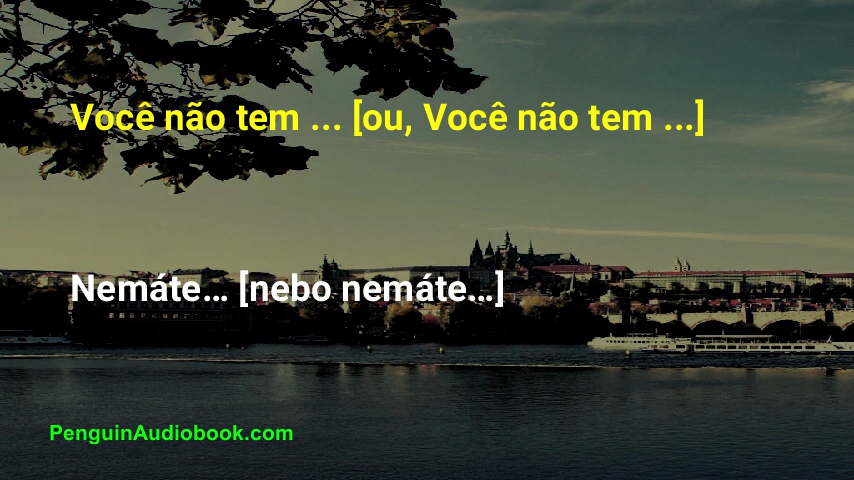 Você não tem ... [ou, Você não tem ...]
Nemáte... [nebo nemáte...]
PenguinAudiobook.com